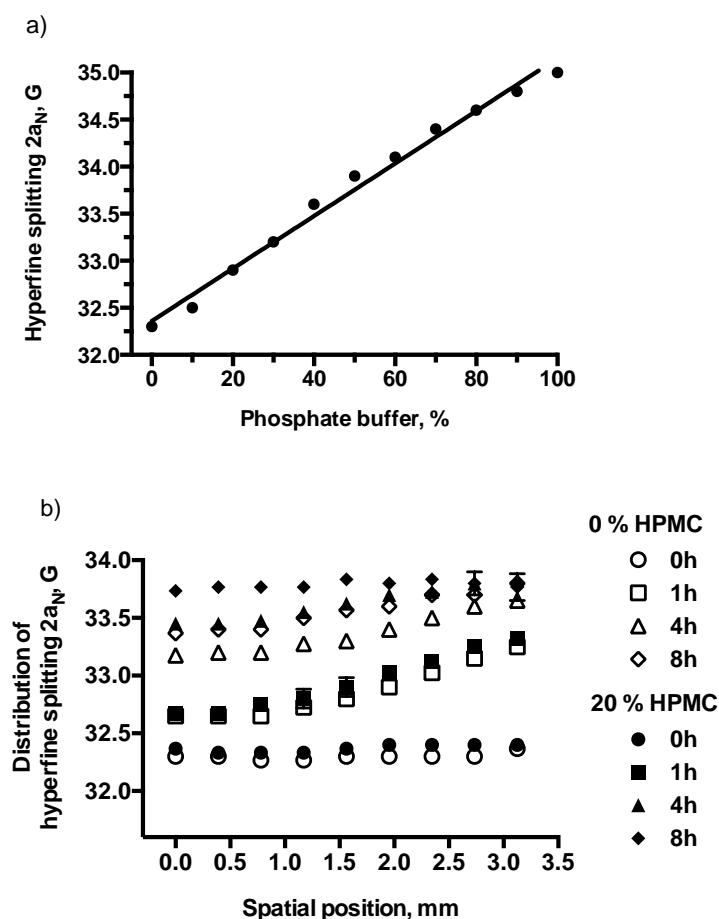 a)
Hyperfine splitting 2aN, G
35.0
34.5
34.0
33.5
33.0
32.5
32.0
0 20 40 60 80 100
Phosphate buffer, %
b)
Distribution of
hyperfine splitting 2aN, G
34.0
33.5
33.0
32.5
32.0
0.0 0.5 1.0 1.5 2.0 2.5 3.0 3.5
Spatial position, mm
0 % HPMC
0h
1h
4h
8h
20 % HPMC
0h
1h
4h
8h